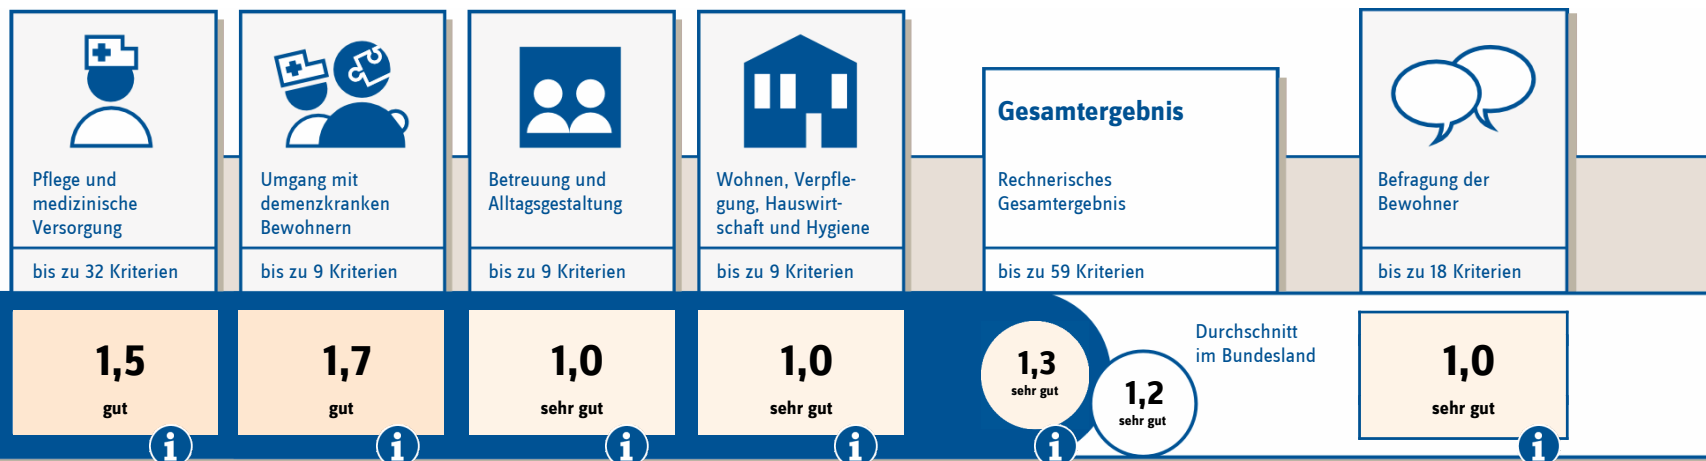 Pflege und
medizinische
Versorgung
bis zu 32 Kriterien
1,5
gut
i
Umgang mit
demenzkranken
Bewohnern
bis zu 9 Kriterien
1,7
gut
i
Betreuung und
Alltagsgestaltung
bis zu 9 Kriterien
1,0
sehr gut
i
Wohnen, Verpfle-
gung, Hauswirt-
schaft und Hygiene
bis zu 9 Kriterien
1,0
sehr gut
i
Gesamtergebnis
Rechnerisches
Gesamtergebnis
bis zu 59 Kriterien
1,3
sehr gut
i
Durchschnitt
im Bundesland
1,2
sehr gut
Befragung der
Bewohner
bis zu 18 Kriterien
1,0
sehr gut
i